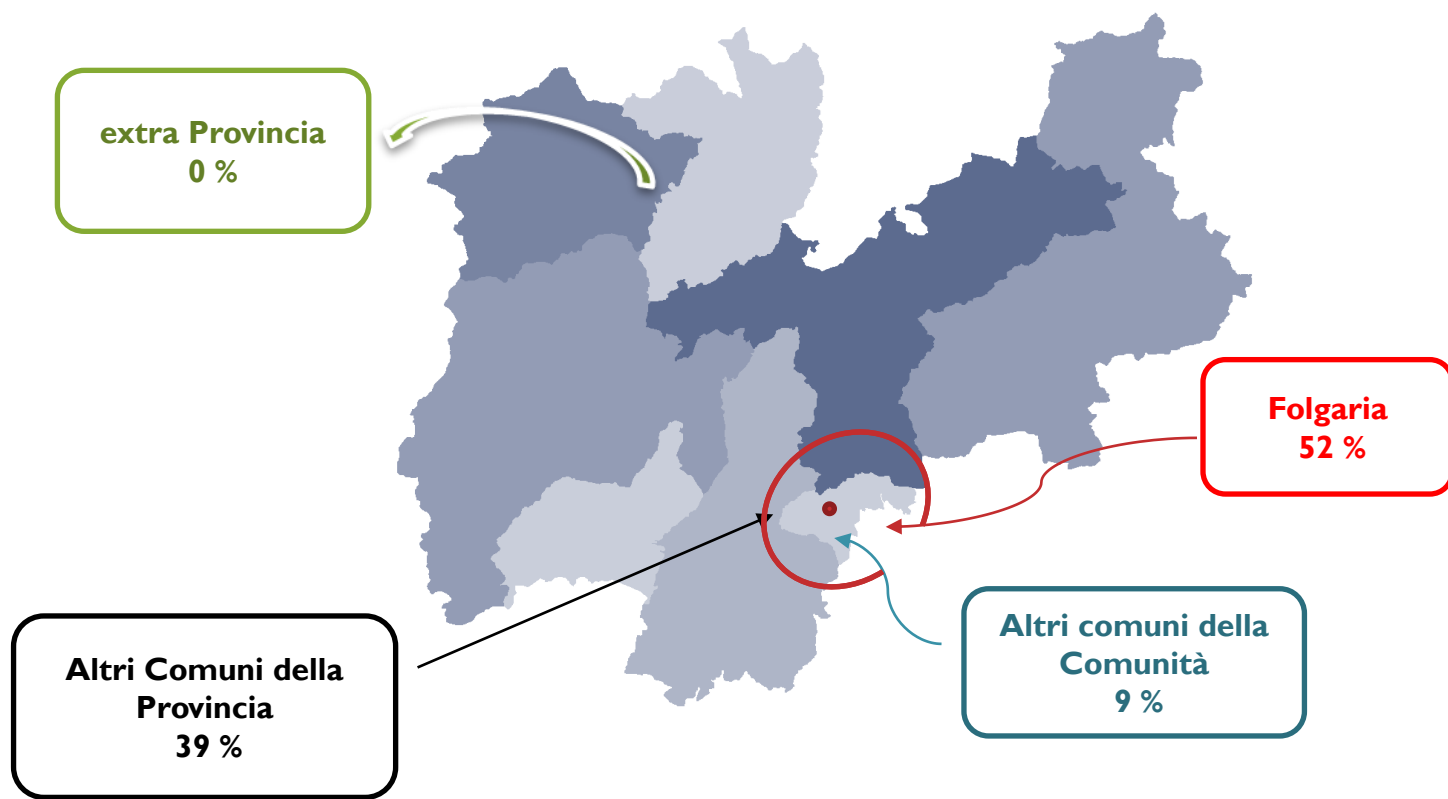 extra Provincia
0 %
Folgaria
52 %
Altri comuni della
Comunità
9 %
Altri Comuni della
Provincia
39 %